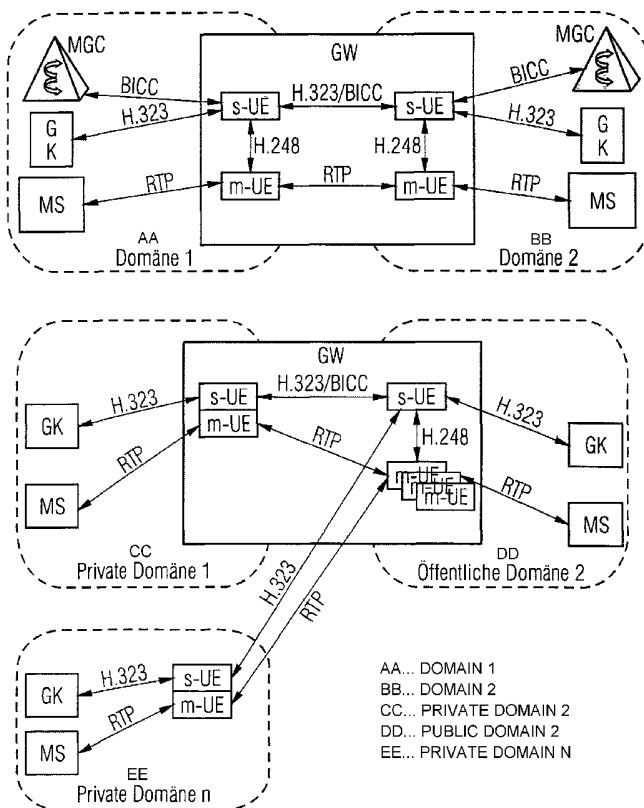 MGC
GW
MGC
BICC
BICC
s-UE
H.323/BICC
s-UE
H.323
H.323
G
K
G
K
H.248
H.248
RTP
m-UE
RTP
m-UE
RTP
MS
MS
AA
Domäne 1
BB
Domäne 2
GW
H.323
s-UE
H.323/BICC
s-UE
H.323
GK
m-UE
GK
H.248
RTP
RTP
m-UE
m-UE
m-UE
RTP
MS
MS
CC
Private Domäne 1
DD
Öffentliche Domäne 2
H.323
RTP
H.323
s-UE
GK
m-UE
RTP
MS
EE
Private Domäne n
AA... DOMAIN 1
BB... DOMAIN 2
CC... PRIVATE DOMAIN 2
DD... PUBLIC DOMAIN 2
EE... PRIVATE DOMAIN N